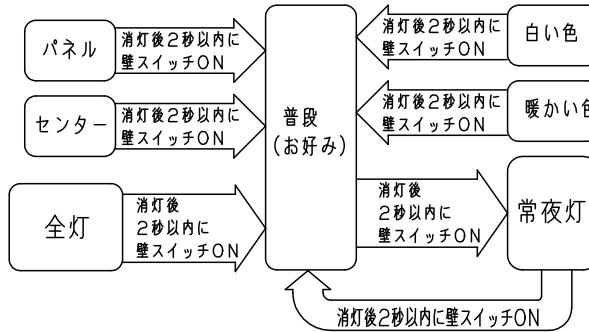 パネル
消灯後2秒以内に
壁スイッチON
センター
消灯後2秒以内に
壁スイッチON
全灯
消灯後
2秒以内に
壁スイッチON
普段
(お好み)
消灯後2秒以内に
壁スイッチON
白い色
消灯後2秒以内に
壁スイッチON
暖かい色
消灯後
2秒以内に
壁スイッチON
常夜灯
消灯後2秒以内に壁スイッチON